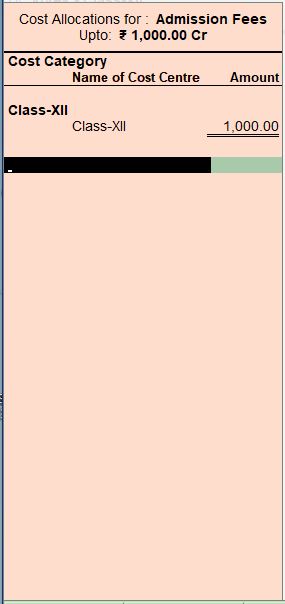 Cost Allocations for : Admission Fees
Upto: ₹ 1,000.00 Cr
Cost Category
Name of Cost Centre Amount
Class-XII
Class-XII 1,000.00